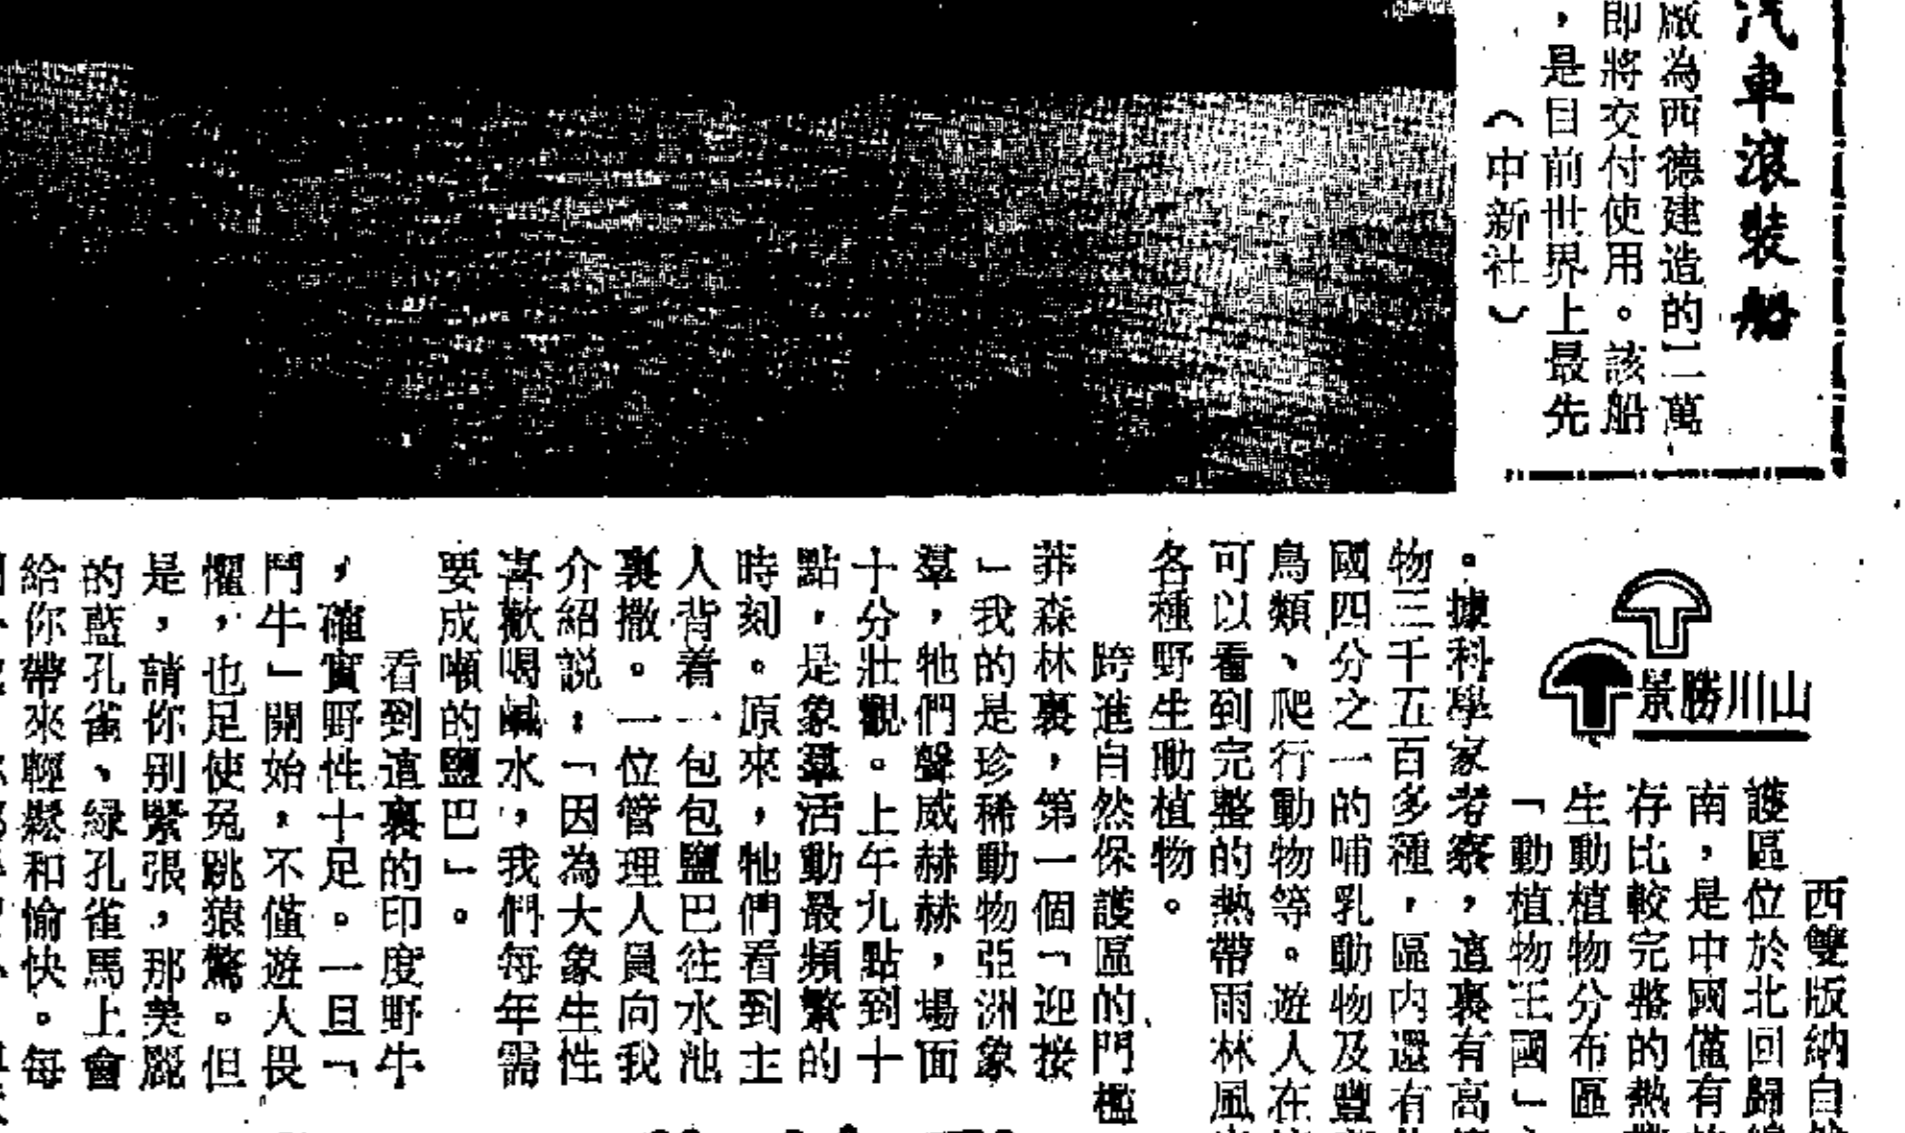 汽車滾裝船
廠為西德建造的二萬
即將交付使用。該船
，是目前世界上最先
（中新社）
山川勝景
西雙版納自
護區位於北回歸
南，是中國僅有
存比較完整的熱
生動植物分布區
「動植物王國」
。據科學家考察，這裏有高
物三千五百多種，區内還有
國四分之一的哺乳動物及豐
鳥類、爬行動物等。遊人在
可以看到完整的熱帶雨林風
各種野生動植物。
跨進自然保護區的門檻
莽森林裏，第一個「迎接
」我的是珍稀動物亞洲象
羣，牠們聲威赫赫，場面
十分壯觀。上午九點到十
點，是象羣活動最頻繁的
時刻。原來，牠們看到主
人背着一包包鹽巴往水池
裏撒。一位管理人員向我
介紹説：「因為大象生性
喜歡喝鹹水，我們每年需
要成噸的鹽巴」。
看到這裏的印度野牛
，確實野性十足。一旦「
鬥牛」開始，不僅遊人畏
懼，也足使兔跳猿驚。但
是，請你别緊張，那美麗
的藍孔雀、緑孔雀馬上會
給你帶來輕鬆和愉快。每